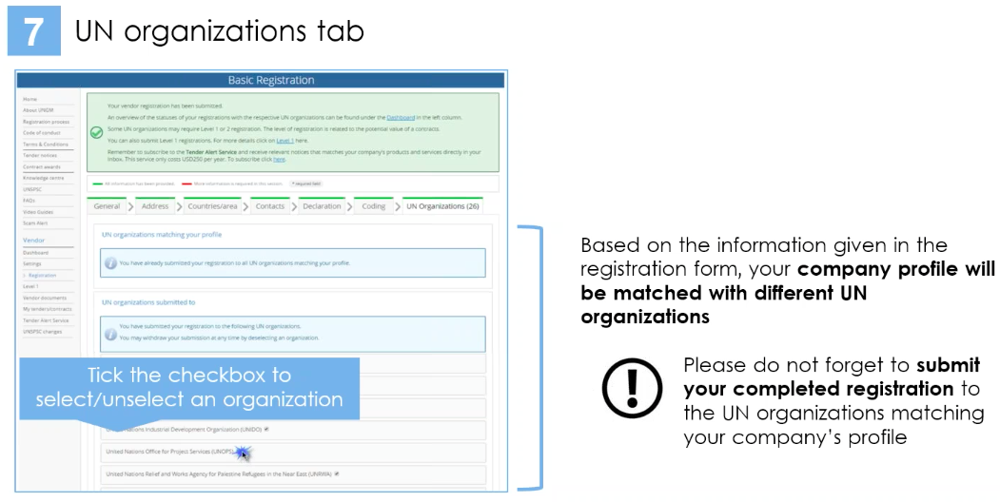 7 UN organizations tab
Basic Registration
Home
About UNGM
Registration process
Code of conduct
Terms & Conditions
Tender notices
Contract awards
Knowledge centre
UNSPSC
FAQs
Video Guides
Scam Alert
Vendor
Dashboard
Settings
> Registration
Level 1
Vendor documents
My tenders/contracts
Tender Alert Service
UNSPSC changes
Your vendor registration has been submitted.
An overview of the statuses of your registrations with the respective UN organizations can be found under the Dashboard in the left column.
Some UN organizations may require Level 1 or 2 registration. The level of registration is related to the potential value of a contracts.
You can also submit Level 1 registrations. For more details click on Level 1 here.
Remember to subscribe to the Tender Alert Service and receive relevant notices that matches your company's products and services directly in your
inbox. This service only costs USD250 per year. To subscribe click here.
All information has been provided. More information is required in this section. * Required field
General > Address > Countries/area > Contacts > Declaration > Coding > UN Organizations (26)
UN organizations matching your profile
You have already submitted your registration to all UN organizations matching your profile.
UN organizations submitted to
You have submitted your registration to the following UN organizations.
You may withdraw your submission at any time by deselecting an organization.
Tick the checkbox to
select/unselect an organization
Nations Industrial Development Organization (UNIDO)
United Nations Office for Project Services (UNOPS)
United Nations Relief and Works Agency for Palestine Refugees in the Near East (UNRWA)
Based on the information given in the
registration form, your company profile will
be matched with different UN
organizations
Please do not forget to submit
your completed registration to
the UN organizations matching
your company's profile